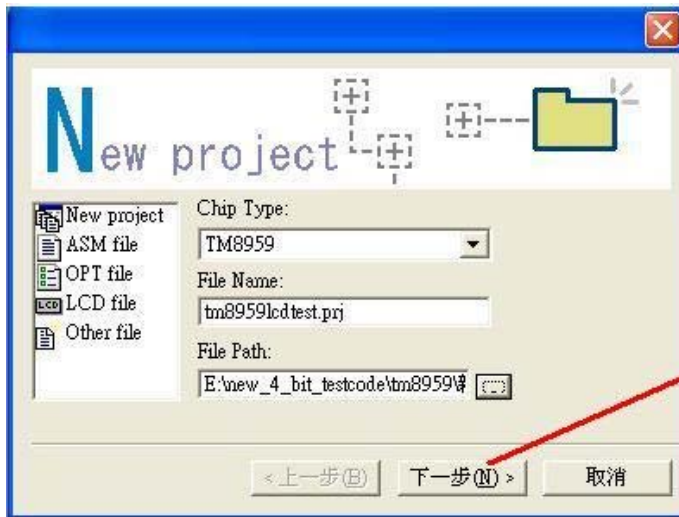 New project
New project
ASM file
OPT file
LCD file
Other file
Chip Type:
TM8959
File Name:
tm8959lcdtest.prj
File Path:
E:\new_4_bit_testcode\tm8959\
< 上一步(B)
下一步(N) >
取消